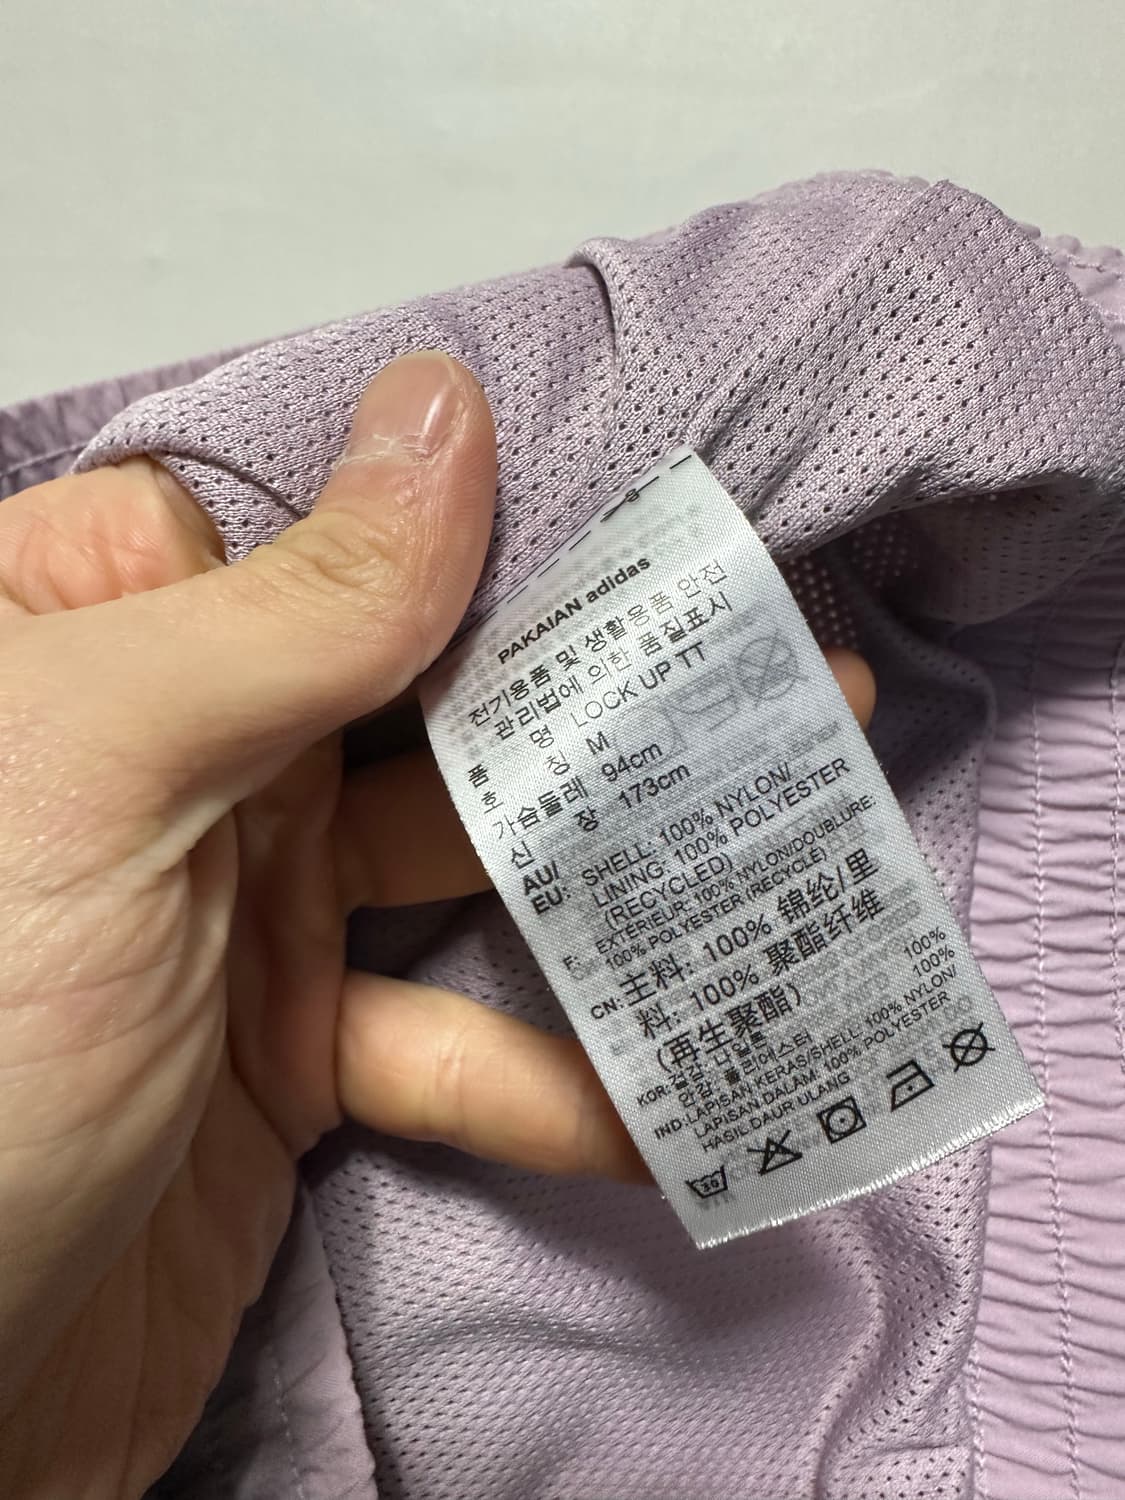 8
PAKAIAN adidas
전기용품 및 생활용품 안전
관리법에 의한 품질표시
품 명 LOCK UP TT
호 칭 M
가슴둘레 94cm
신 장 173cm
AU/ SHELL: 100% NYLON/
EU: LINING 100% POLYESTER
(RECYCLED)
EXTÉRIEUR: 100% NYLON/DOUBLURE:
F: 100% POLYESTER (RECYCLE)
CN: 主料: 100% 锦纶/里
料: 100% 聚酯纤维
(再生聚酯)
KOR: 겉감: 나일론 100%
안감: 폴리에스터 100%
IND: LAPISAN KERAS/SHELL: 100% NYLON/
LAPISAN DALAM: 100% POLYESTER
HASIL DAUR ULANG
30